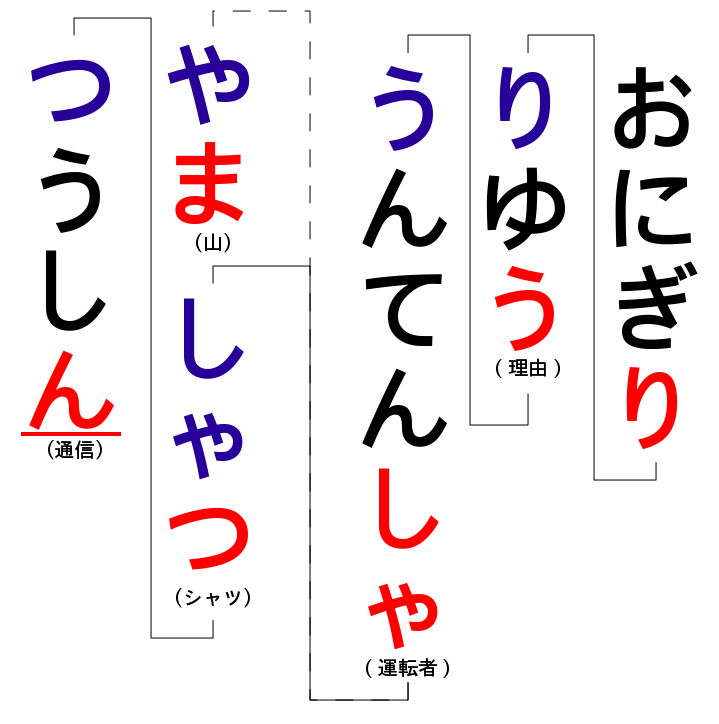 おにぎり
りゆう
(理由)
うんてんしゃ
(運転者)
やま
(山)
しゃつ
(シャツ)
つうしん
(通信)